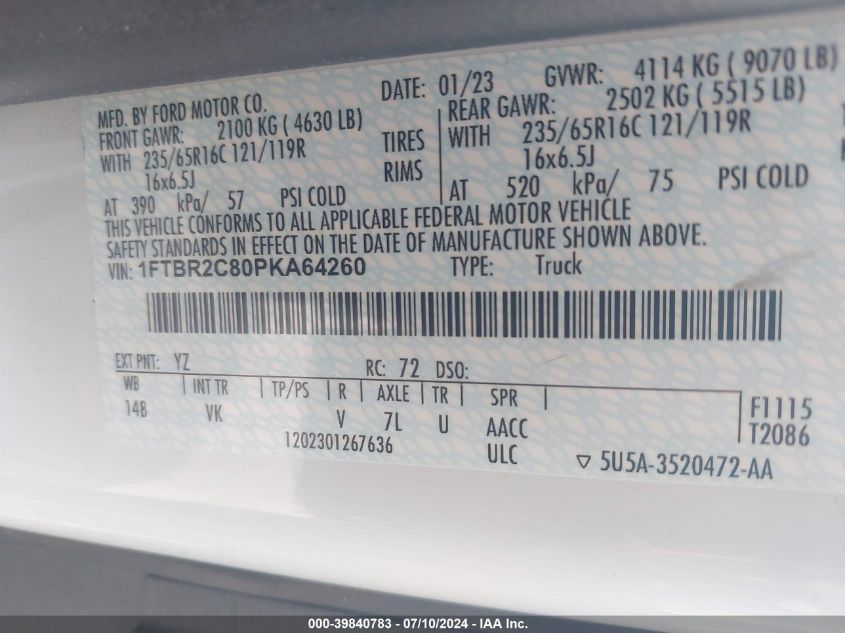 MFD. BY FORD MOTOR CO. DATE: 01/23 GVWR: 4114 KG ( 9070 LB)
FRONT GAWR: 2100 KG ( 4630 LB) REAR GAWR: 2502 KG ( 5515 LB)
WITH 235/65R16C 121/119R TIRES WITH 235/65R16C 121/119R
16x6.5J RIMS 16x6.5J
AT 390 kPa/ 57 PSI COLD AT 520 kPa/ 75 PSI COLD
THIS VEHICLE CONFORMS TO ALL APPLICABLE FEDERAL MOTOR VEHICLE
SAFETY STANDARDS IN EFFECT ON THE DATE OF MANUFACTURE SHOWN ABOVE.
VIN: 1FTBR2C80PKA64260 TYPE: Truck
EXT PNT: YZ RC: 72 DSO:
WB INT TR TP/PS R AXLE TR SPR
148 VK V 7L U AACC
F1115
T2086
1202301267636 ULC
▽ 5U5A-3520472-AA
000-39840783 - 07/10/2024 - IAA Inc.